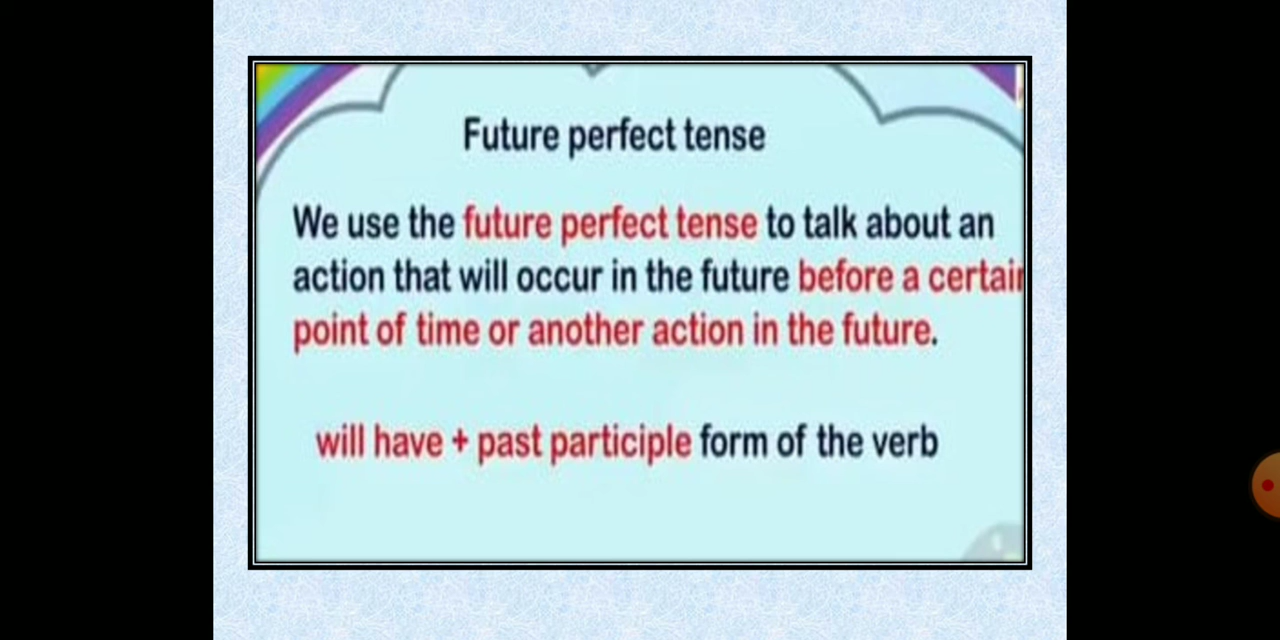 Future perfect tense
We use the future perfect tense to talk about an
action that will occur in the future before a certain
point of time or another action in the future.
will have + past participle form of the verb